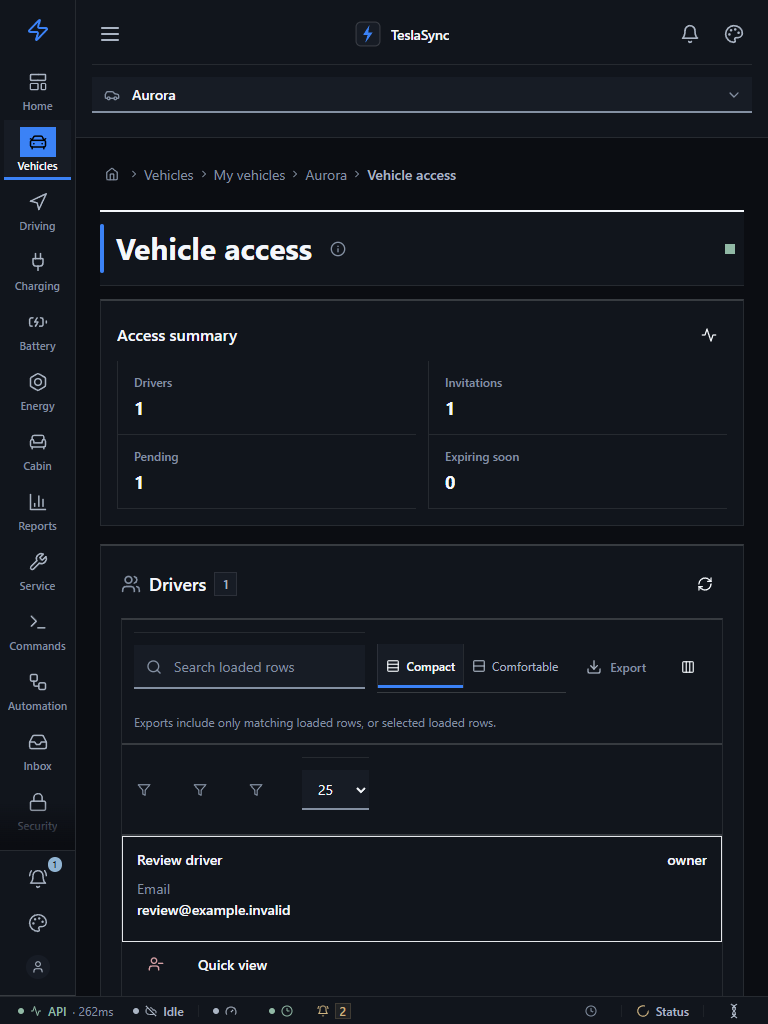 TeslaSync
Aurora
Home
Vehicles
Driving
Charging
Battery
Energy
Cabin
Reports
Service
Commands
Automation
Inbox
Security
1
Vehicles > My vehicles > Aurora > Vehicle access
Vehicle access
Access summary
Drivers
1
Invitations
1
Pending
1
Expiring soon
0
Drivers 1
Search loaded rows
Compact
Comfortable
Export
Exports include only matching loaded rows, or selected loaded rows.
25
Review driver
owner
Email
review@example.invalid
Quick view
API · 262ms
Idle
2
Status